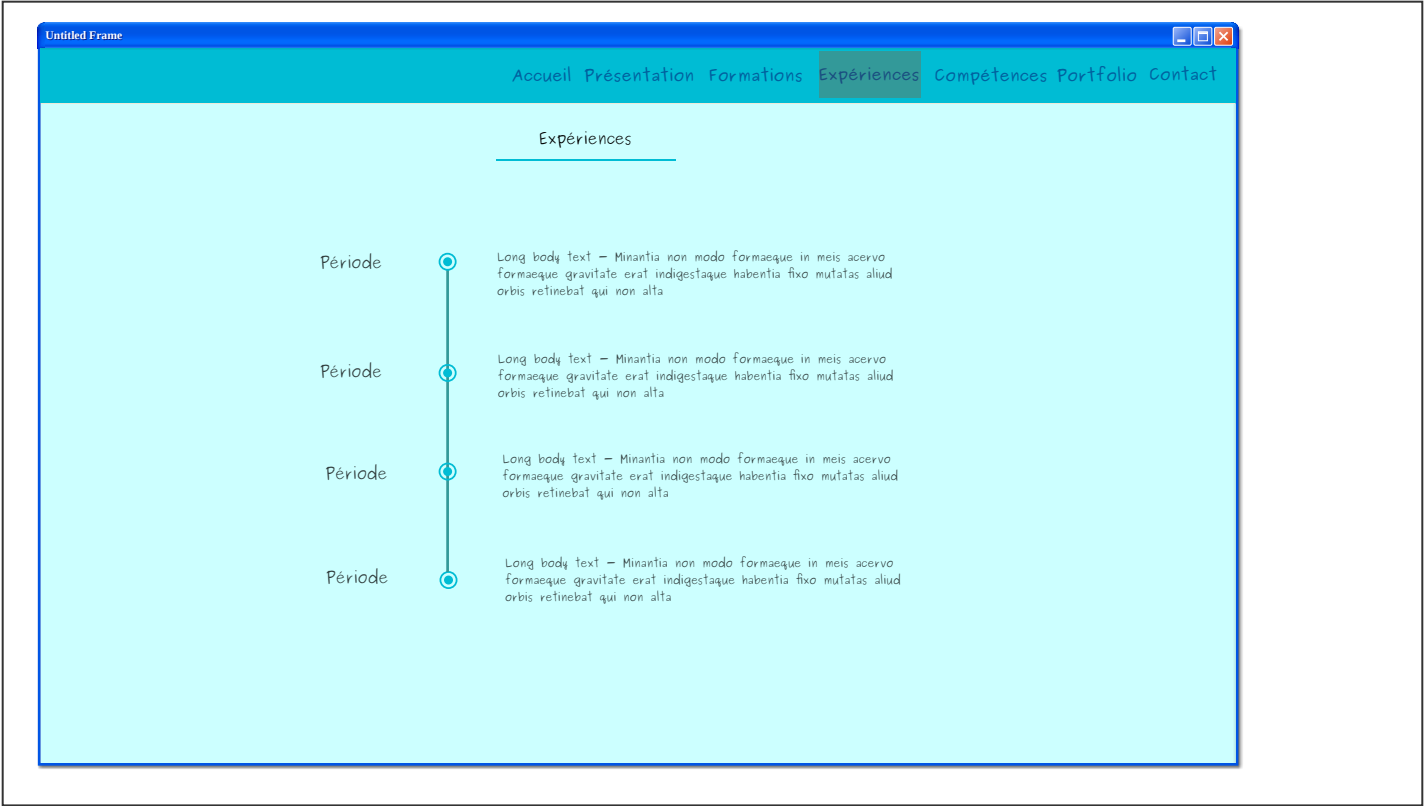 Untitled Frame
Accueil Présentation Formations Expériences Compétences Portfolio Contact
Expériences
Période
Long body text — Minantia non modo formaeque in meis acervo
formaeque gravitate erat indigestaque habentia fixo mutatas aliud
orbis retinebat qui non alta
Période
Long body text — Minantia non modo formaeque in meis acervo
formaeque gravitate erat indigestaque habentia fixo mutatas aliud
orbis retinebat qui non alta
Période
Long body text — Minantia non modo formaeque in meis acervo
formaeque gravitate erat indigestaque habentia fixo mutatas aliud
orbis retinebat qui non alta
Période
Long body text — Minantia non modo formaeque in meis acervo
formaeque gravitate erat indigestaque habentia fixo mutatas aliud
orbis retinebat qui non alta